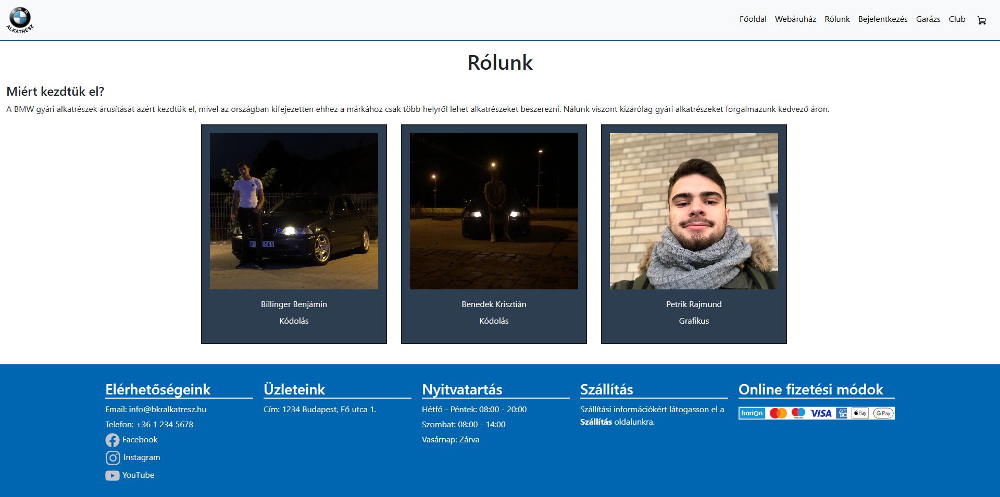 BKR
ALKATRÉSZ
Főoldal Webáruház Rólunk Bejelentkezés Garázs Club
Rólunk
Miért kezdtük el?
A BMW gyári alkatrészek árusítását azért kezdtük el, mivel az országban kifejezetten ehhez a márkához csak több helyről lehet alkatrészeket beszerezni. Nálunk viszont kizárólag gyári alkatrészeket forgalmazunk kedvező áron.
AE 566
Billinger Benjámin
Kódolás
Benedek Krisztián
Kódolás
Petrik Rajmund
Grafikus
Elérhetőségeink
Email: info@bkralkatresz.hu
Telefon: +36 1 234 5678
Facebook
Instagram
YouTube
Üzleteink
Cím: 1234 Budapest, Fő utca 1.
Nyitvatartás
Hétfő - Péntek: 08:00 - 20:00
Szombat: 08:00 - 14:00
Vasárnap: Zárva
Szállítás
Szállítási információkért látogasson el a
Szállítás oldalunkra.
Online fizetési módok
barion maestro VISA AMEX Pay G Pay